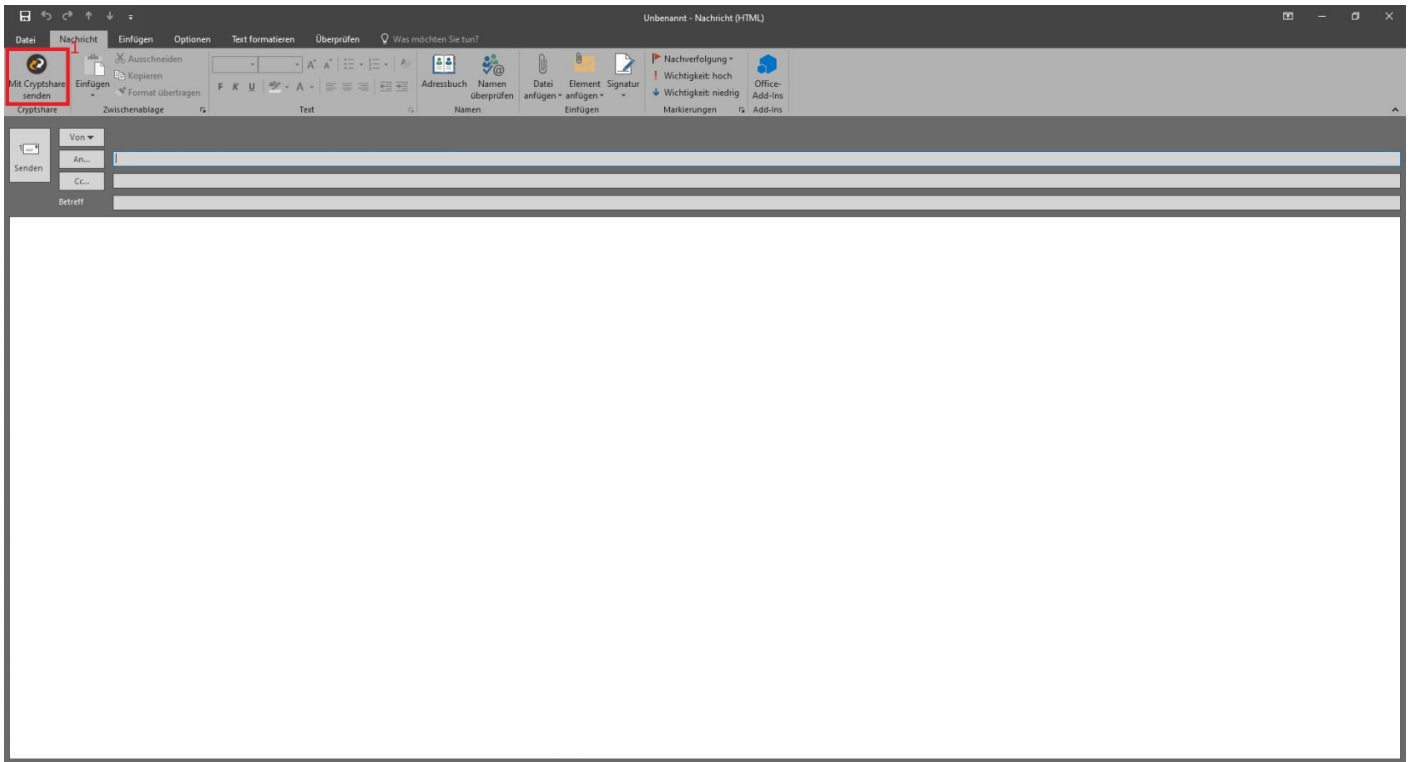 Unbenannt - Nachricht (HTML)
Datei Nachricht Einfügen Optionen Text formatieren Überprüfen Was möchten Sie tun?
1
Mit Cryptshare senden
Cryptshare
Einfügen
Ausschneiden
Kopieren
Format übertragen
Zwischenablage
F K U
A
Text
Adressbuch
Namen überprüfen
Namen
Datei anfügen
Element anfügen
Signatur
Einfügen
Nachverfolgung
Wichtigkeit: hoch
Wichtigkeit: niedrig
Markierungen
Office-Add-Ins
Add-Ins
Senden
Von
An...
Cc...
Betreff